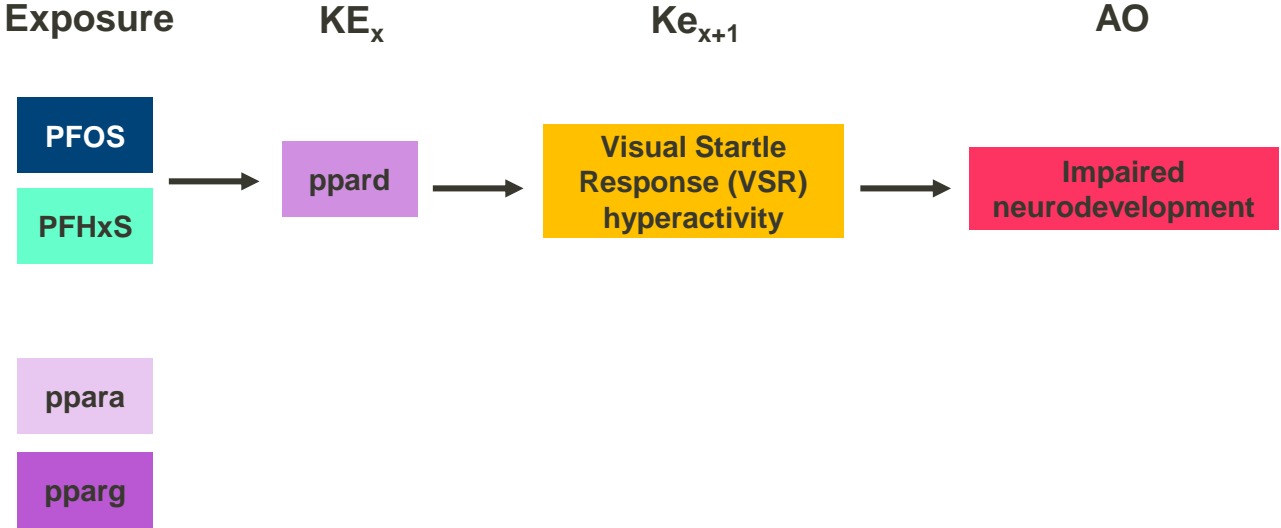 Exposure
KEx
Kex+1
AO
PFOS
PFHxS
ppard
Visual Startle
Response (VSR)
hyperactivity
Impaired
neurodevelopment
ppara
pparg